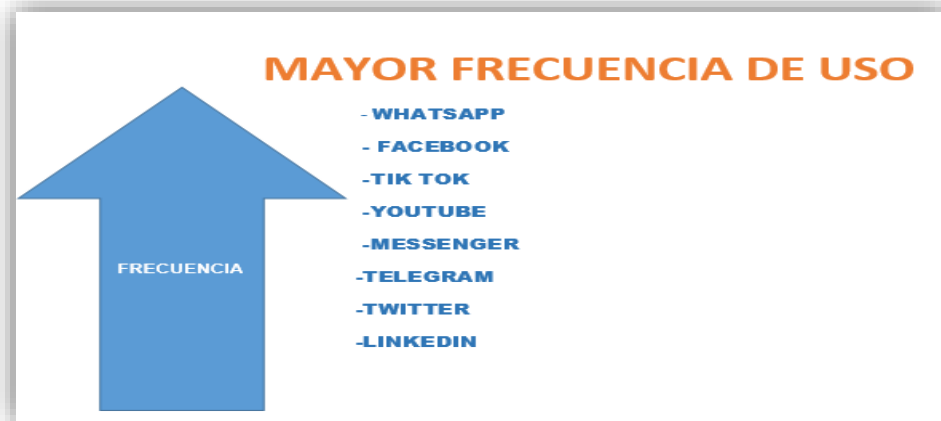 MAYOR FRECUENCIA DE USO
- WHATSAPP
- FACEBOOK
-TIK TOK
-YOUTUBE
-MESSENGER
FRECUENCIA
-TELEGRAM
-TWITTER
-LINKEDIN